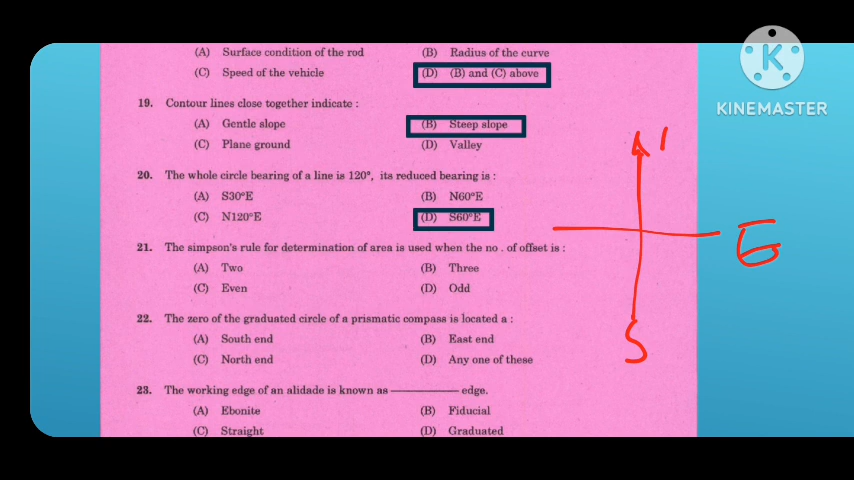 (A) Surface condition of the rod (B) Radius of the curve
(C) Speed of the vehicle (D) (B) and (C) above
19. Contour lines close together indicate :
(A) Gentle slope (B) Steep slope
(C) Plane ground (D) Valley
20. The whole circle bearing of a line is 120°, its reduced bearing is :
(A) S30°E (B) N60°E
(C) N120°E (D) S60°E
21. The simpson's rule for determination of area is used when the no . of offset is :
(A) Two (B) Three
(C) Even (D) Odd
22. The zero of the graduated circle of a prismatic compass is located a :
(A) South end (B) East end
(C) North end (D) Any one of these
23. The working edge of an alidade is known as ———— edge.
(A) Ebonite (B) Fiducial
(C) Straight (D) Graduated
K
KINEMASTER
E
S